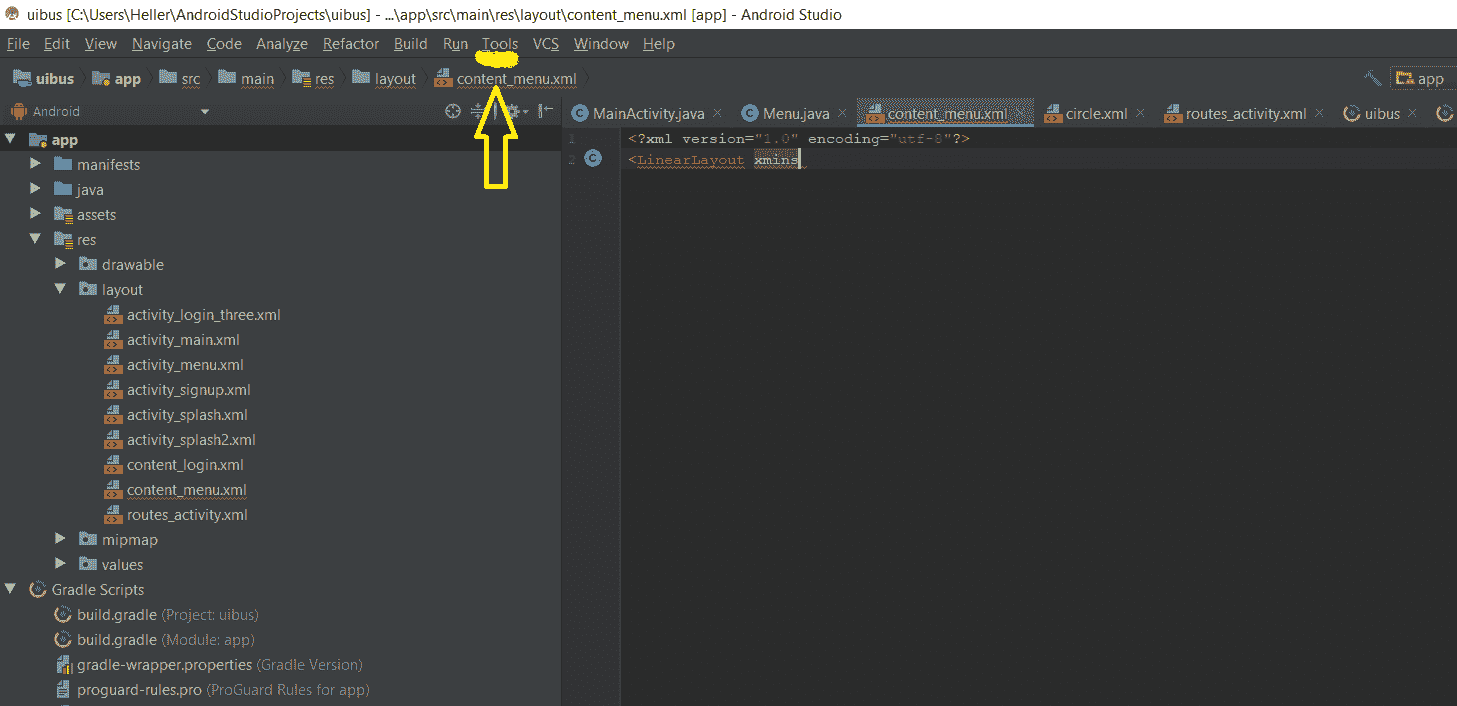 uibus [C:\Users\Heller\AndroidStudioProjects\uibus] - ...\app\src\main\res\layout\content_menu.xml [app] - Android Studio
File Edit View Navigate Code Analyze Refactor Build Run Tools VCS Window Help
uibus app src main res layout content_menu.xml app
Android MainActivity.java Menu.java content_menu.xml circle.xml routes_activity.xml uibus
1 <?xml version="1.0" encoding="utf-8"?>
2 <LinearLayout xmins
app
manifests
java
assets
res
drawable
layout
activity_login_three.xml
activity_main.xml
activity_menu.xml
activity_signup.xml
activity_splash.xml
activity_splash2.xml
content_login.xml
content_menu.xml
routes_activity.xml
mipmap
values
Gradle Scripts
build.gradle (Project: uibus)
build.gradle (Module: app)
gradle-wrapper.properties (Gradle Version)
proguard-rules.pro (ProGuard Rules for app)